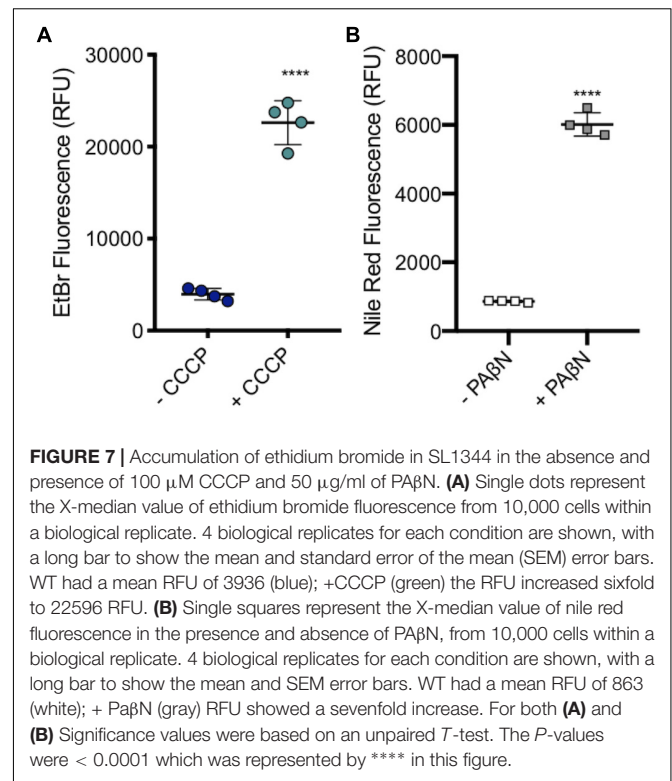 A
B
EtBr Fluorescence (RFU)
30000
20000
10000
0
****
- CCCP
+ CCCP
Nile Red Fluorescence (RFU)
8000
6000
4000
2000
0
****
- PAβN
+ PAβN
FIGURE 7 | Accumulation of ethidium bromide in SL1344 in the absence and
presence of 100 μM CCCP and 50 μg/ml of PAβN. (A) Single dots represent
the X-median value of ethidium bromide fluorescence from 10,000 cells within
a biological replicate. 4 biological replicates for each condition are shown, with
a long bar to show the mean and standard error of the mean (SEM) error bars.
WT had a mean RFU of 3936 (blue); +CCCP (green) the RFU increased sixfold
to 22596 RFU. (B) Single squares represent the X-median value of nile red
fluorescence in the presence and absence of PAβN, from 10,000 cells within a
biological replicate. 4 biological replicates for each condition are shown, with a
long bar to show the mean and SEM error bars. WT had a mean RFU of 863
(white); + PaβN (gray) RFU showed a sevenfold increase. For both (A) and
(B) Significance values were based on an unpaired T-test. The P-values
were < 0.0001 which was represented by **** in this figure.